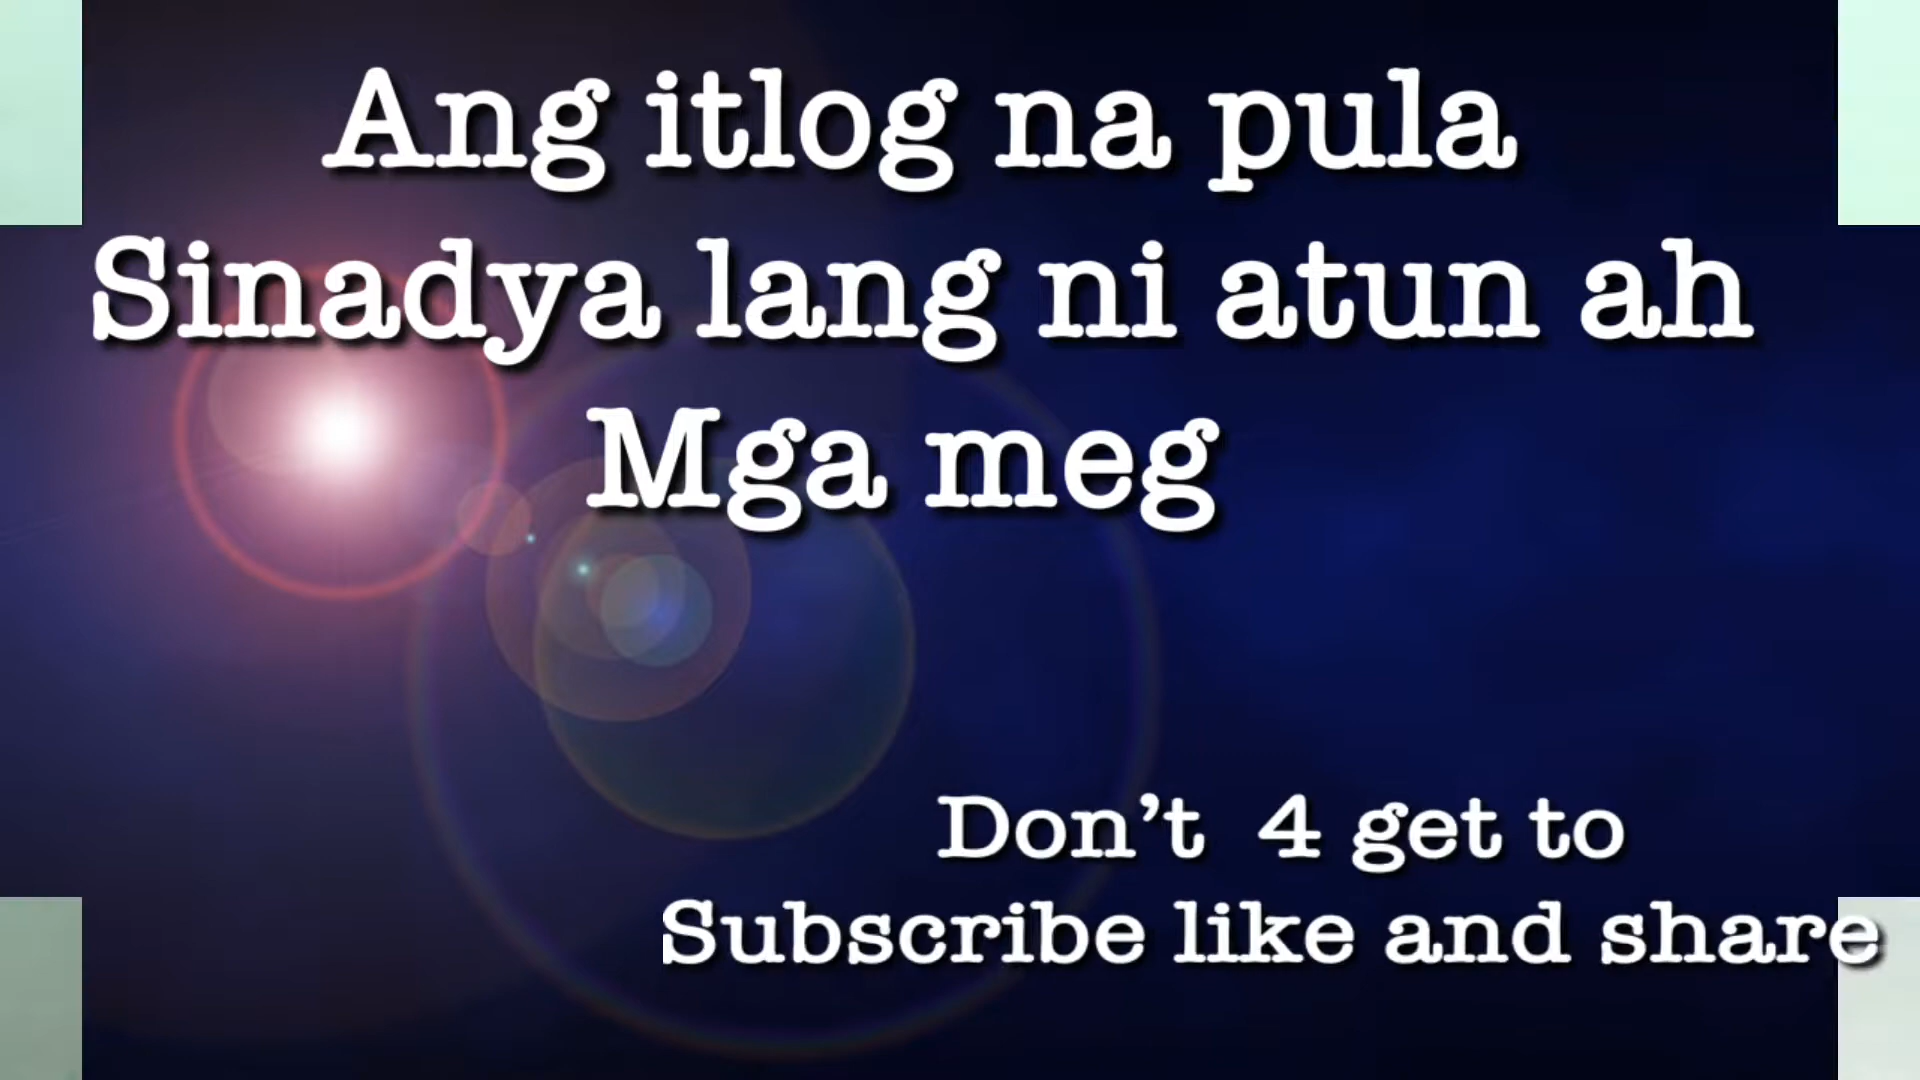 Ang itlog na pula
Sinadya lang ni atun ah
Mga meg
Don’t 4 get to
Subscribe like and share